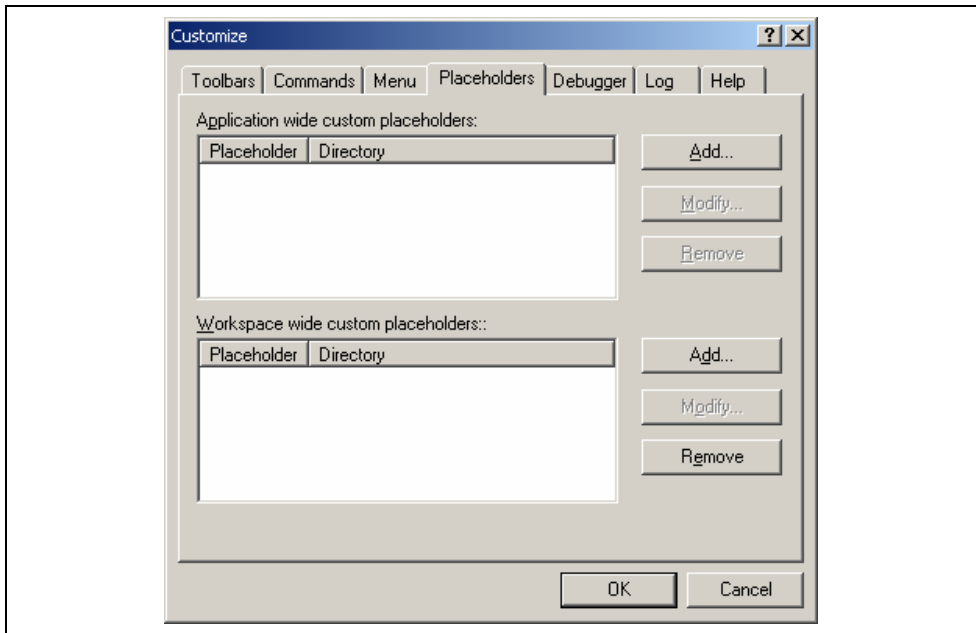 Customize
Toolbars Commands Menu Placeholders Debugger Log Help
Application wide custom placeholders:
Placeholder Directory
Add...
Modify...
Remove
Workspace wide custom placeholders::
Placeholder Directory
Add...
Modify...
Remove
OK Cancel